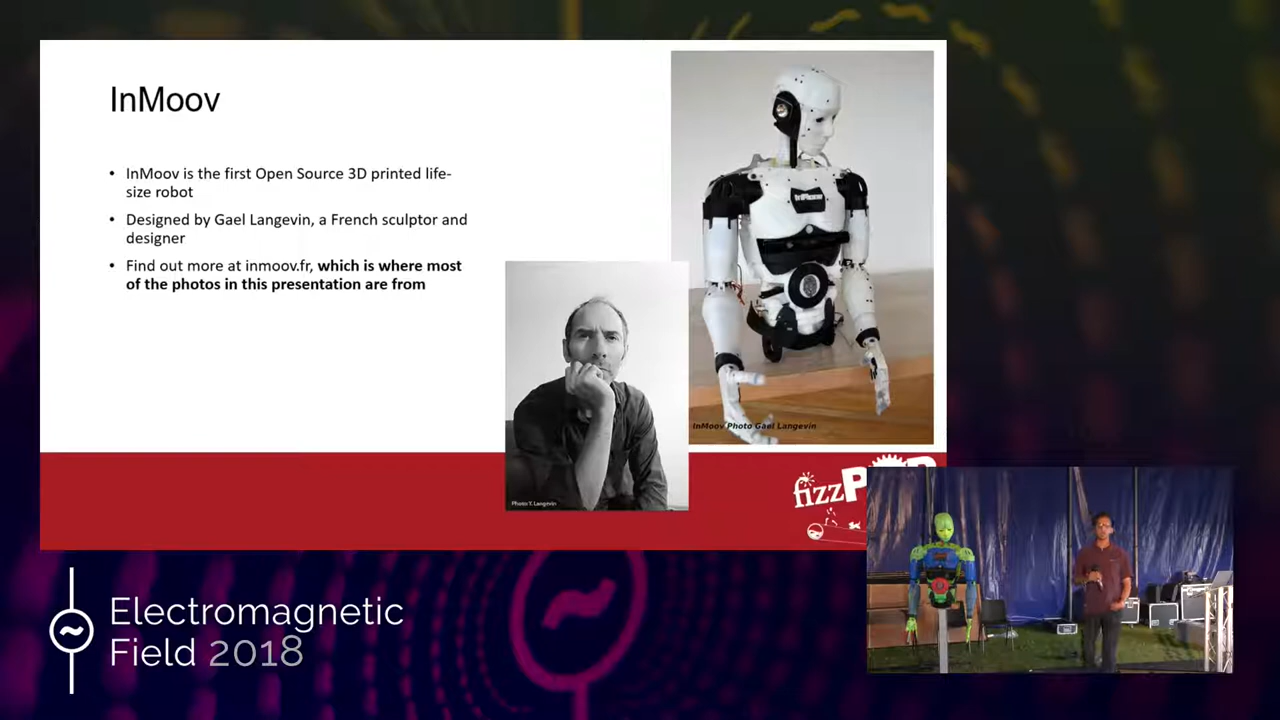 InMoov
• InMoov is the first Open Source 3D printed life-
size robot
• Designed by Gael Langevin, a French sculptor and
designer
• Find out more at inmoov.fr, which is where most
of the photos in this presentation are from
InMoov
InMoov Photo Gael Langevin
Photo Y. Langevin
fizzPOP
Electromagnetic
Field 2018